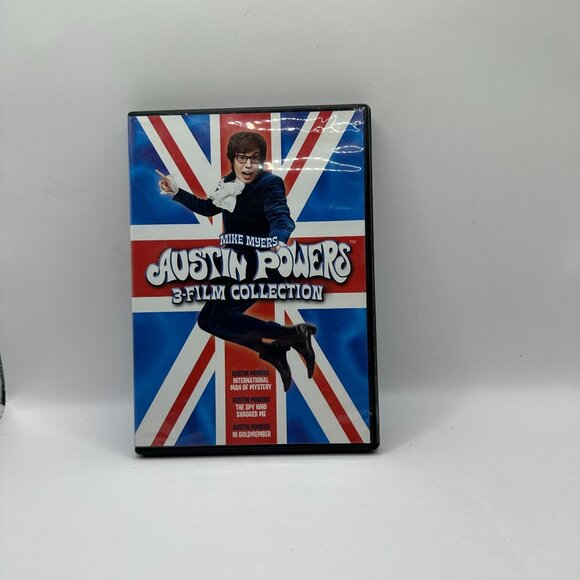 MIKE MYERS
AUSTIN POWERS™
3-FILM COLLECTION
AUSTIN POWERS
INTERNATIONAL
MAN OF MYSTERY
AUSTIN POWERS
THE SPY WHO
SHAGGED ME
AUSTIN POWERS
IN GOLDMEMBER